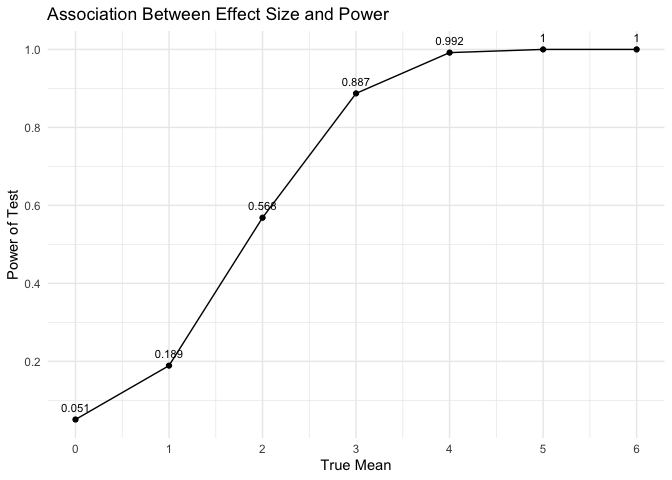 Association Between Effect Size and Power
1 1
0.992
1.0
0.887
0.8
0.568
0.6
Power of Test
0.4
0.189
0.2
0.051
0 1 2 3 4 5 6
True Mean